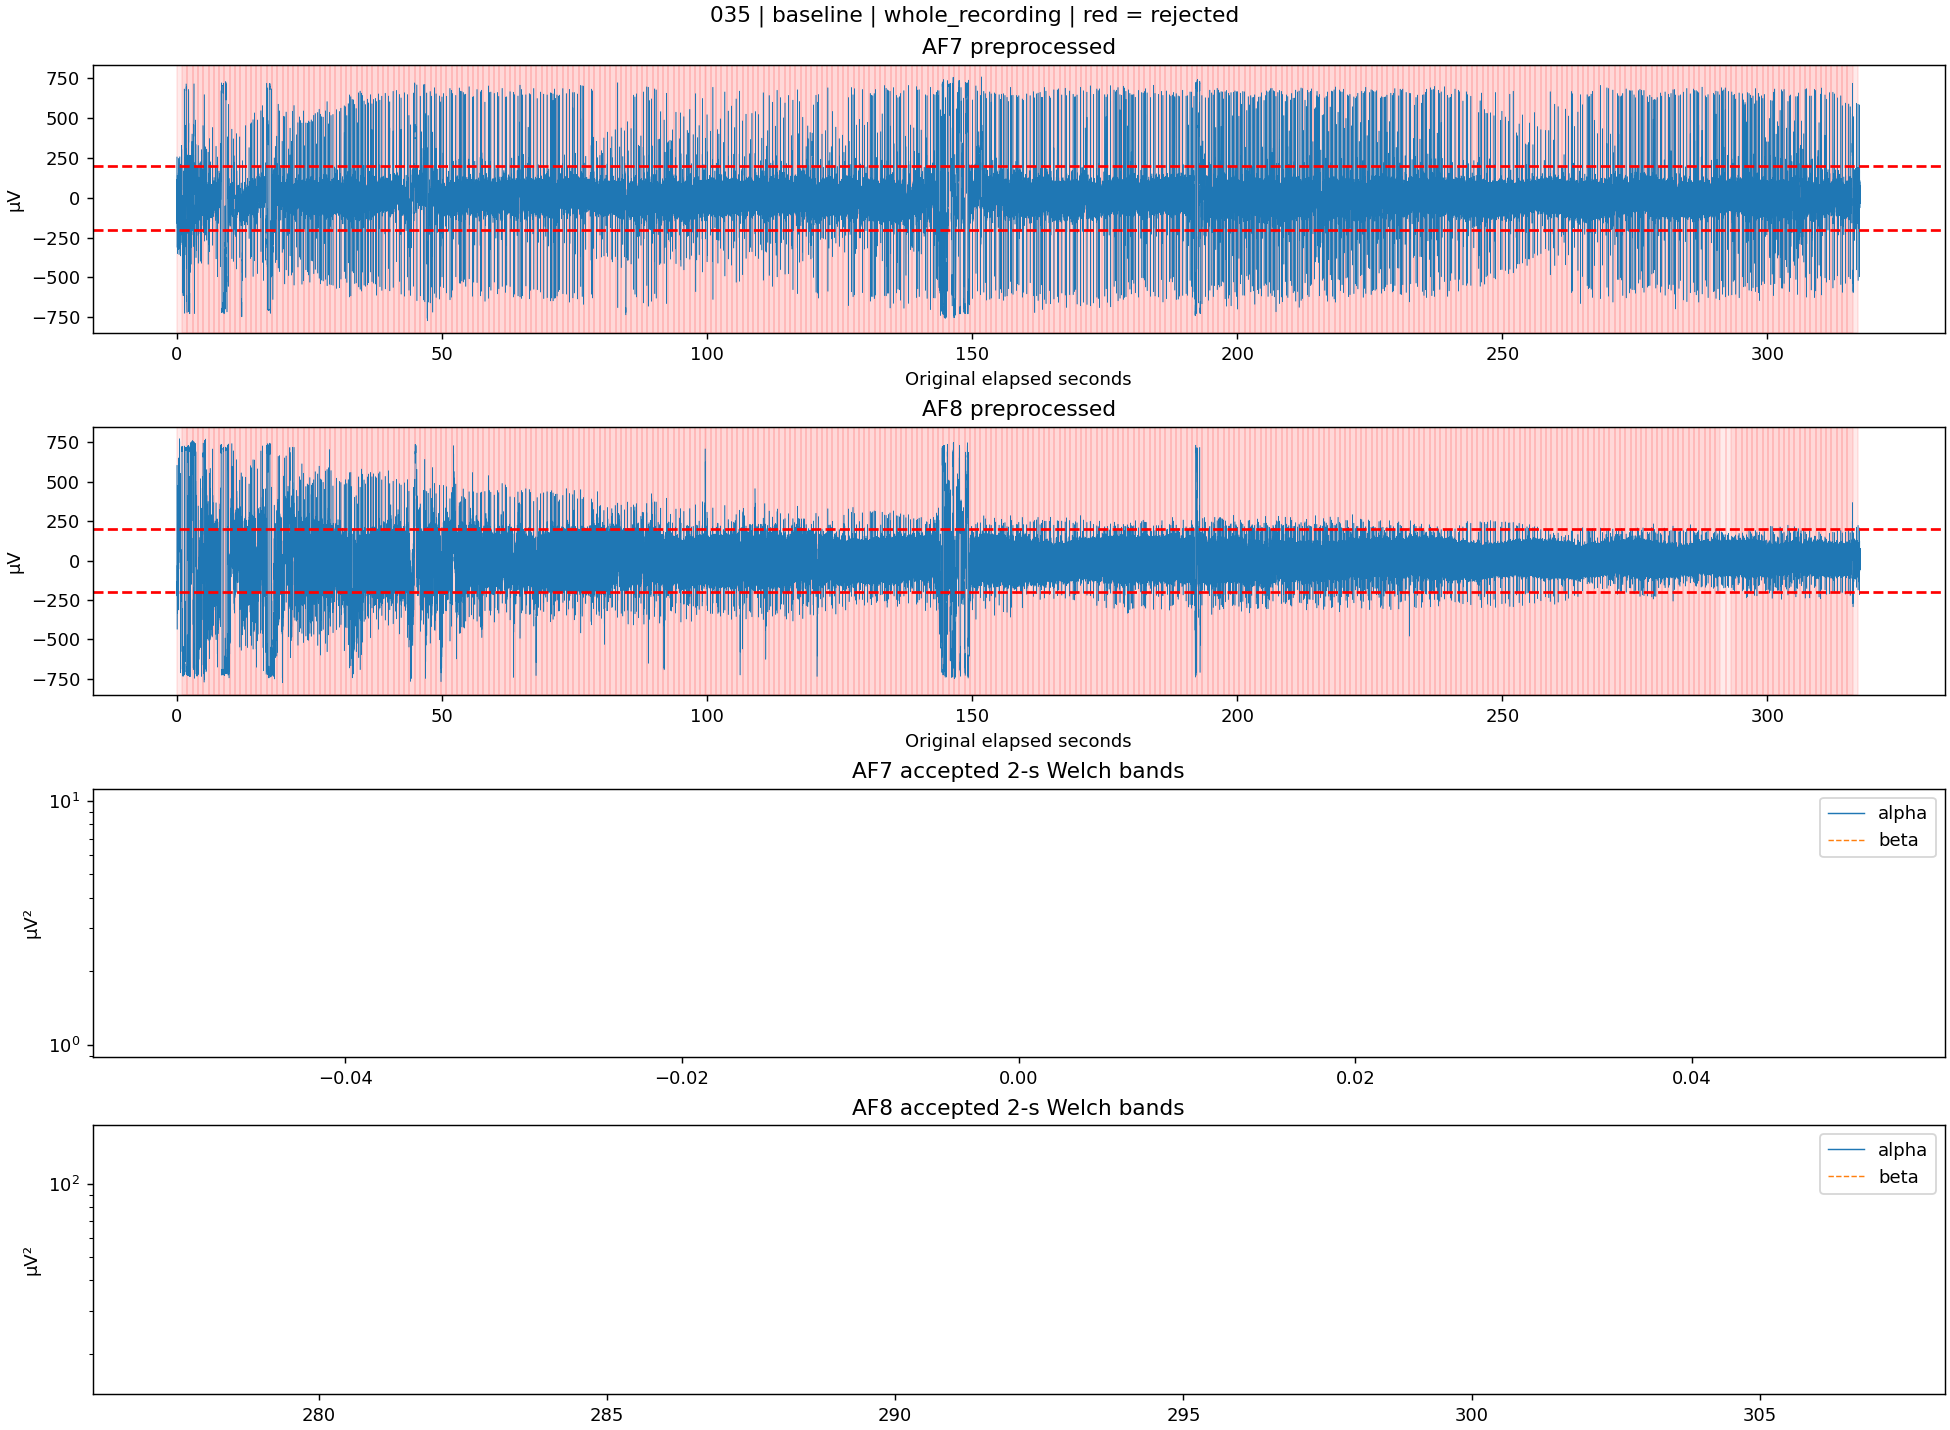 035 | baseline | whole_recording | red = rejected
AF7 preprocessed
750
500
250
0
−250
−500
−750
µV
0 50 100 150 200 250 300
Original elapsed seconds
AF8 preprocessed
750
500
250
0
−250
−500
−750
µV
0 50 100 150 200 250 300
Original elapsed seconds
AF7 accepted 2-s Welch bands
10¹
10⁰
µV²
alpha
beta
−0.04 −0.02 0.00 0.02 0.04
AF8 accepted 2-s Welch bands
10²
µV²
alpha
beta
280 285 290 295 300 305